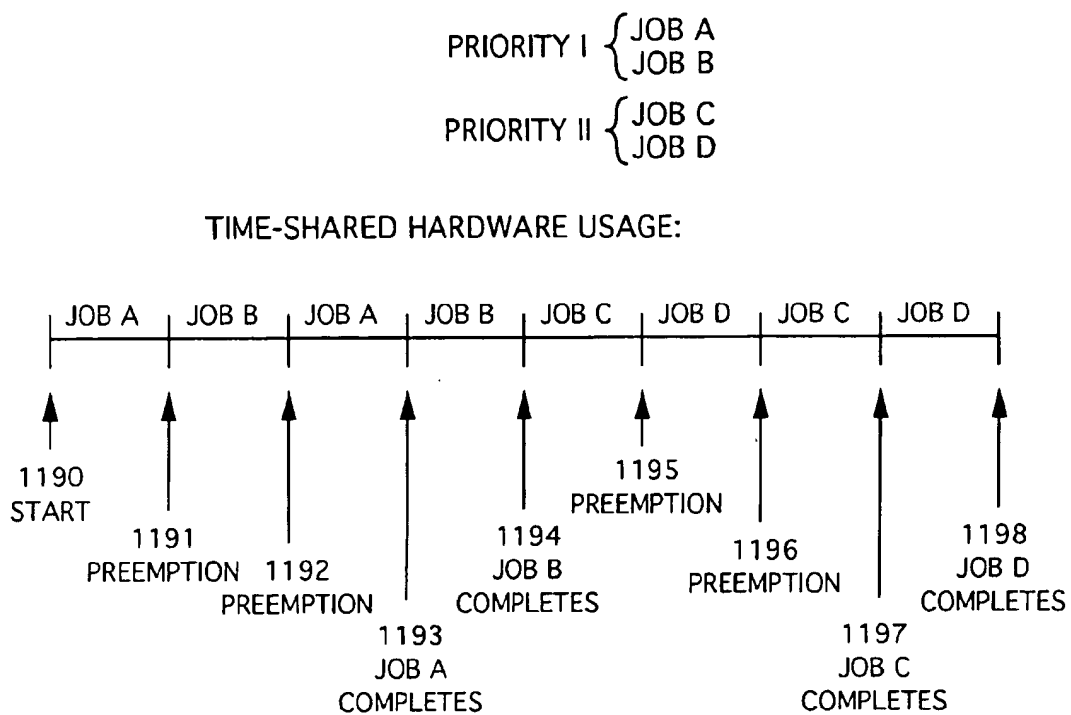 PRIORITY I { JOB A
JOB B
PRIORITY II { JOB C
JOB D
TIME-SHARED HARDWARE USAGE:
JOB A JOB B JOB A JOB B JOB C JOB D JOB C JOB D
1190
START
1191
PREEMPTION
1192
PREEMPTION
1193
JOB A
COMPLETES
1194
JOB B
COMPLETES
1195
PREEMPTION
1196
PREEMPTION
1197
JOB C
COMPLETES
1198
JOB D
COMPLETES